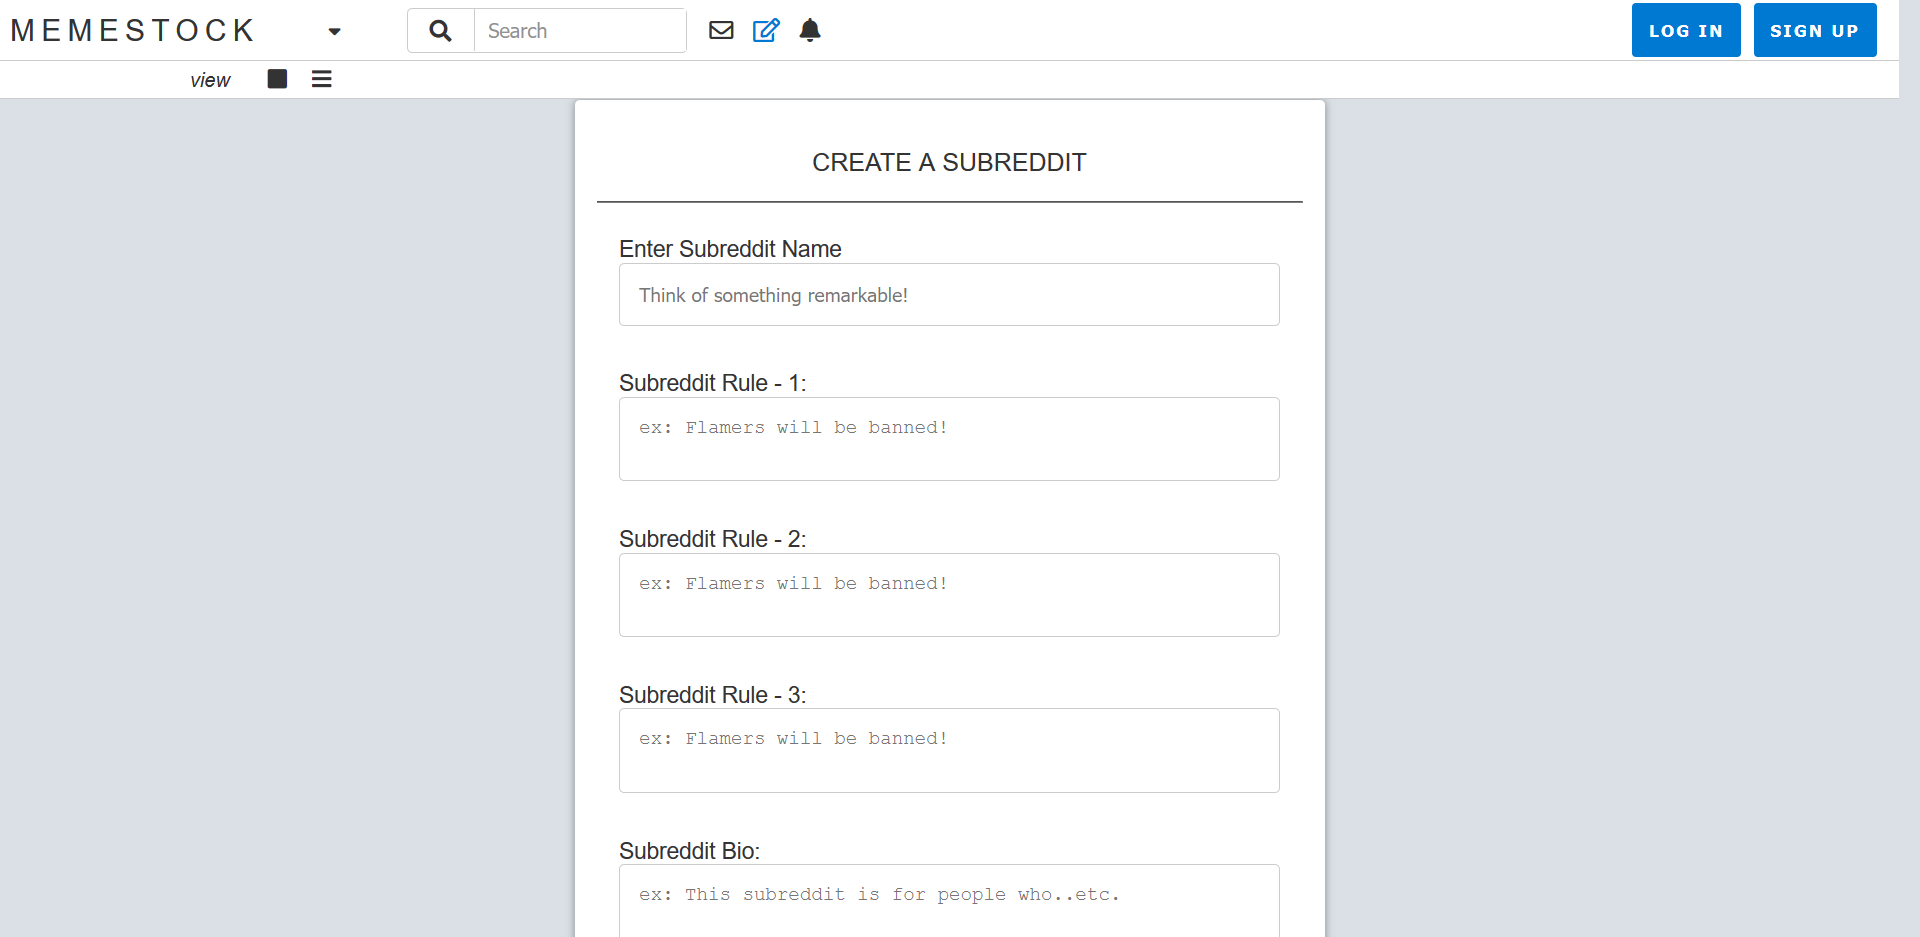 MEMESTOCK
Search
LOG IN
SIGN UP
view
CREATE A SUBREDDIT
Enter Subreddit Name
Think of something remarkable!
Subreddit Rule - 1:
ex: Flamers will be banned!
Subreddit Rule - 2:
ex: Flamers will be banned!
Subreddit Rule - 3:
ex: Flamers will be banned!
Subreddit Bio:
ex: This subreddit is for people who..etc.